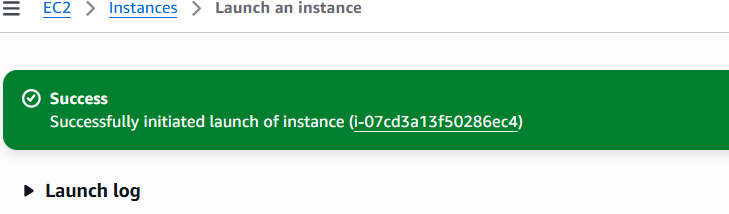 EC2 > Instances > Launch an instance
Success
Successfully initiated launch of instance (i-07cd3a13f50286ec4)
Launch log